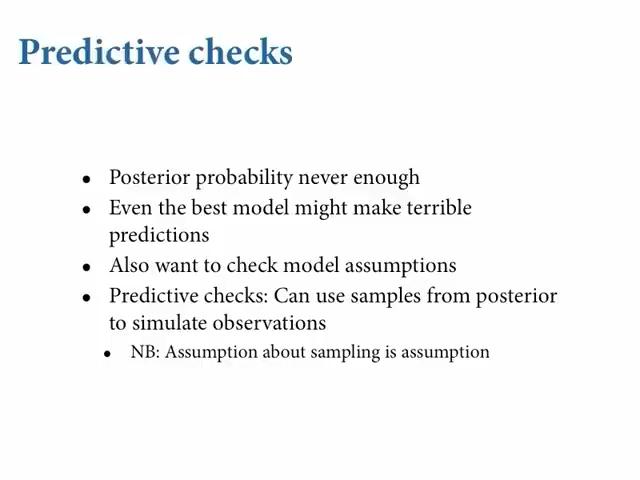 Predictive checks
• Posterior probability never enough
• Even the best model might make terrible
predictions
• Also want to check model assumptions
• Predictive checks: Can use samples from posterior
to simulate observations
• NB: Assumption about sampling is assumption